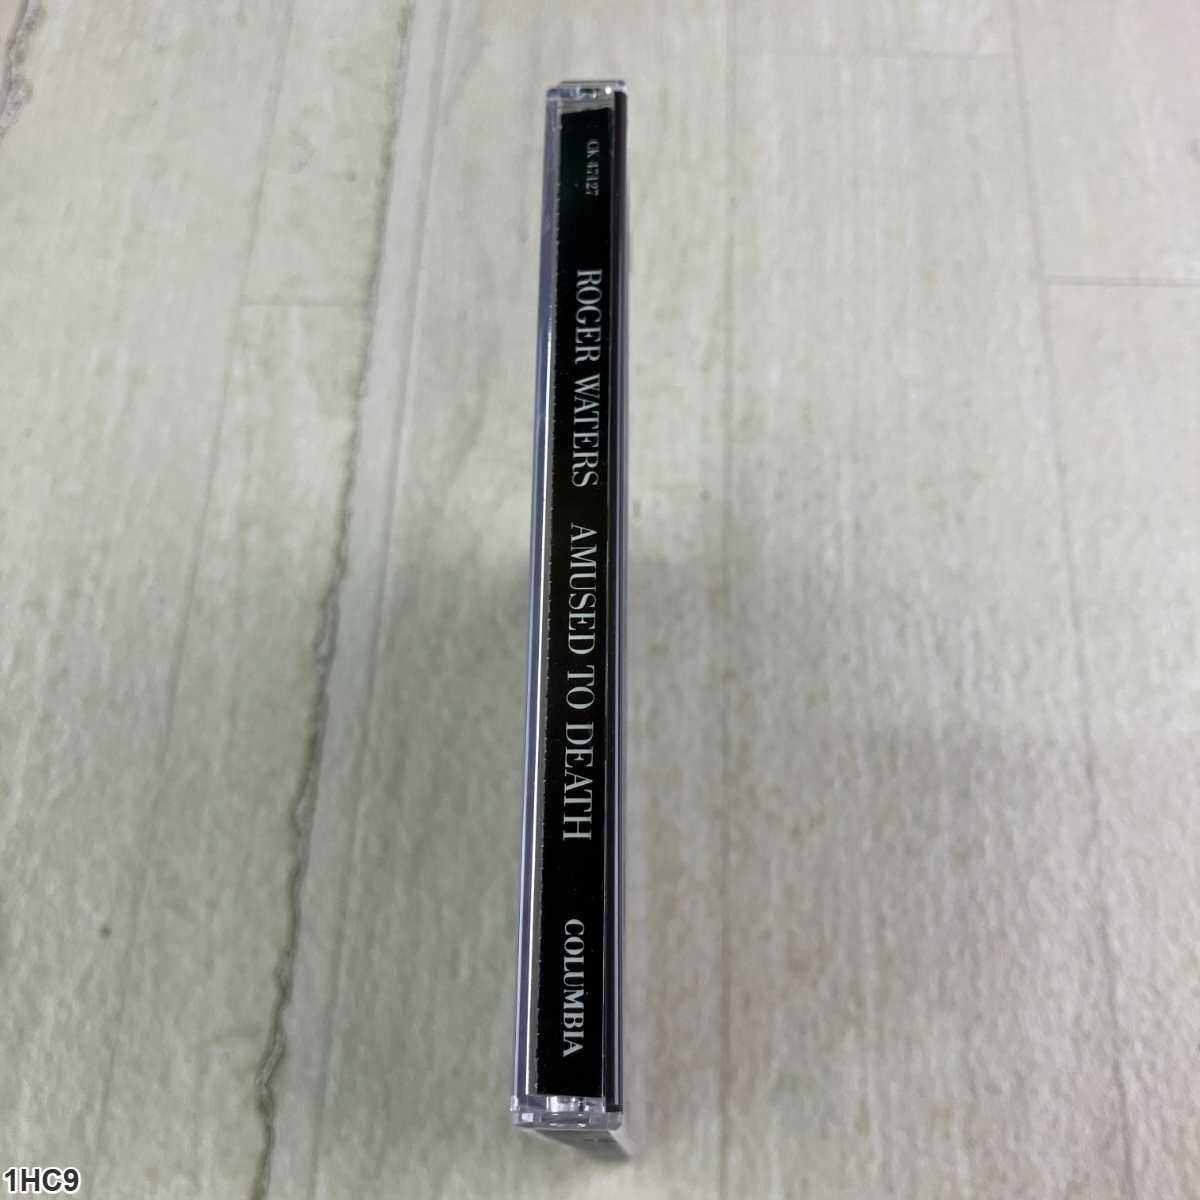 CK 47127
ROGER WATERS AMUSED TO DEATH
COLUMBIA
1HC9